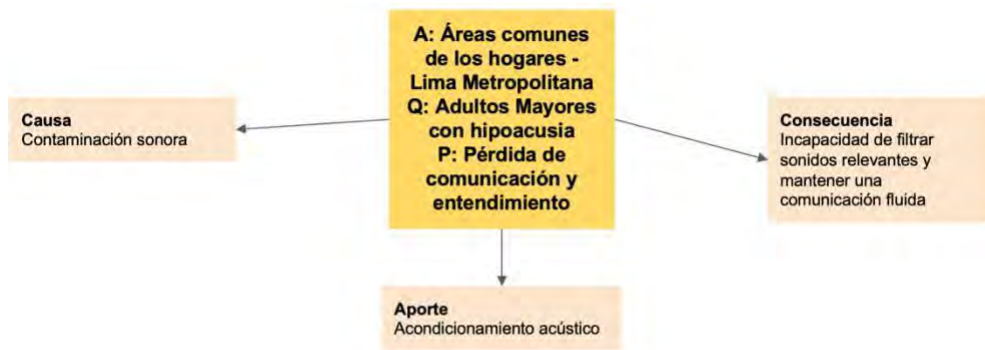 A: Áreas comunes
de los hogares -
Lima Metropolitana
Q: Adultos Mayores
con hipoacusia
P: Pérdida de
comunicación y
entendimiento
Causa
Contaminación sonora
Consecuencia
Incapacidad de filtrar
sonidos relevantes y
mantener una
comunicación fluida
Aporte
Acondicionamiento acústico